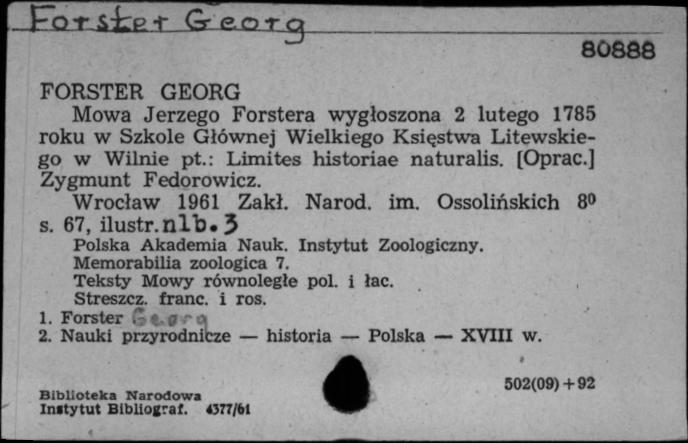 Forster Georg
80888
FORSTER GEORG
Mowa Jerzego Forstera wygłoszona 2 lutego 1785
roku w Szkole Głównej Wielkiego Księstwa Litewskie-
go w Wilnie pt.: Limites historiae naturalis. [Oprac.]
Zygmunt Fedorowicz.
Wrocław 1961 Zakł. Narod. im. Ossolińskich 8⁰
s. 67, ilustr. nlb. 3
Polska Akademia Nauk. Instytut Zoologiczny.
Memorabilia zoologica 7.
Teksty Mowy równoległe pol. i łac.
Streszcz. franc. i ros.
1. Forster Georg
2. Nauki przyrodnicze — historia — Polska — XVIII w.
502(09)+92
Biblioteka Narodowa
Instytut Bibliograf. 4377/61